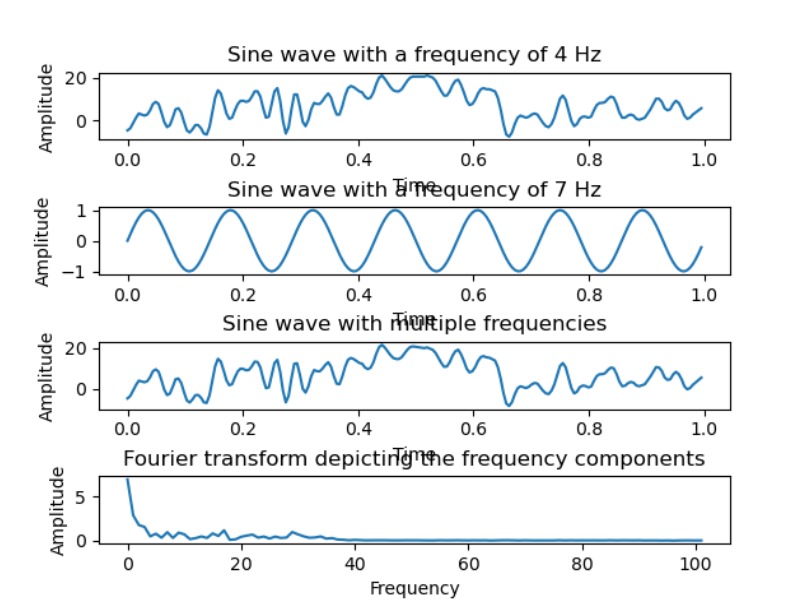 Sine wave with a frequency of 4 Hz
Amplitude
20
0
0.0 0.2 0.4 0.6 0.8 1.0
Time
Sine wave with a frequency of 7 Hz
Amplitude
1
0
−1
0.0 0.2 0.4 0.6 0.8 1.0
Time
Sine wave with multiple frequencies
Amplitude
20
0
0.0 0.2 0.4 0.6 0.8 1.0
Time
Fourier transform depicting the frequency components
Amplitude
5
0
0 20 40 60 80 100
Frequency